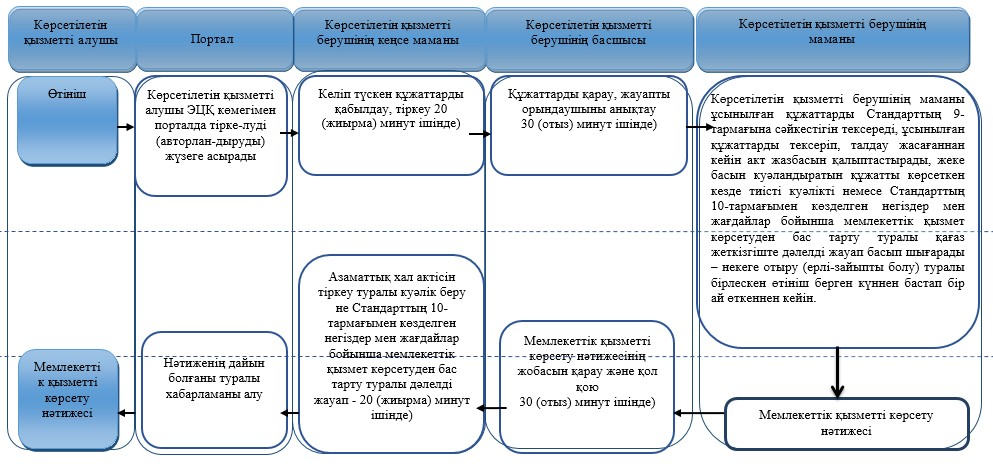 Көрсетілетін
қызметті алушы
Портал
Көрсетілетін қызметті
берушінің кеңсе маманы
Көрсетілетін қызметті
берушінің басшысы
Көрсетілетін қызметті берушінің
маманы
Өтініш
Көрсетілетін қызметті
алушы ЭЦҚ көмегімен
порталда тірке-луді
(авторлан-дыруды)
жүзеге асырады
Келіп түскен құжаттарды
қабылдау, тіркеу 20
(жиырма) минут ішінде)
Құжаттарды қарау, жауапты
орындаушыны анықтау
30 (отыз) минут ішінде)
Көрсетілетін қызметті берушінің маманы
ұсынылған құжаттарды Стандарттың 9-
тармағына сәйкестігін тексереді, ұсынылған
құжаттарды тексеріп, талдау жасағаннан
кейін акт жазбасын қалыптастырады, жеке
басын куәландыратын құжатты көрсеткен
кезде тиісті куәлікті немесе Стандарттың
10-тармағымен көзделген негіздер мен
жағдайлар бойынша мемлекеттік қызмет
көрсетуден бас тарту туралы қағаз
жеткізгіште дәлелді жауап басып шығарады
– некеге отыру (ерлі-зайыпты болу) туралы
бірлескен өтініш берген күннен бастап бір
ай өткеннен кейін.
Мемлекетті
к қызметті
көрсету
нәтижесі
Нәтиженің дайын
болғаны туралы
хабарламаны алу
Азаматтық хал актісін
тіркеу туралы куәлік беру
не Стандарттың 10-
тармағымен көзделген
негіздер мен жағдайлар
бойынша мемлекеттік
қызмет көрсетуден бас
тарту туралы дәлелді
жауап - 20 (жиырма) минут
ішінде)
Мемлекеттік қызметті
көрсету нәтижесінің
жобасын қарау және қол
қою
30 (отыз) минут ішінде)
Мемлекеттік қызметті көрсету
нәтижесі